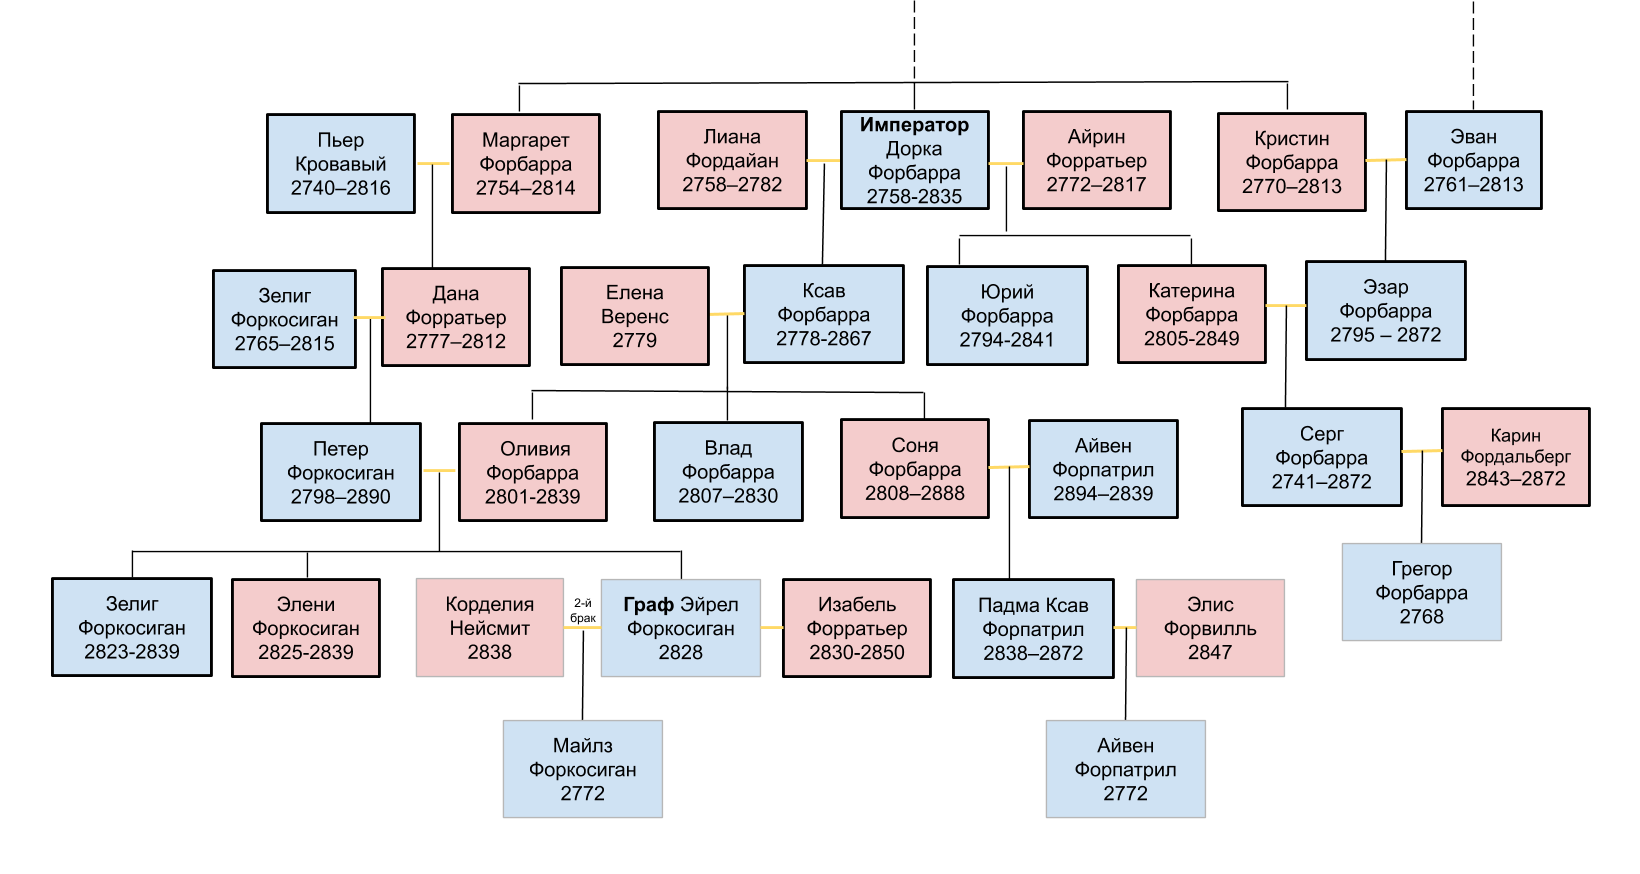 Пьер
Кровавый
2740–2816
Маргарет
Форбарра
2754–2814
Лиана
Фордайан
2758–2782
Император
Дорка
Форбарра
2758-2835
Айрин
Форратьер
2772–2817
Кристин
Форбарра
2770–2813
Эван
Форбарра
2761–2813
Зелиг
Форкосиган
2765–2815
Дана
Форратьер
2777–2812
Елена
Веренс
2779
Ксав
Форбарра
2778-2867
Юрий
Форбарра
2794-2841
Катерина
Форбарра
2805-2849
Эзар
Форбарра
2795 – 2872
Петер
Форкосиган
2798–2890
Оливия
Форбарра
2801-2839
Влад
Форбарра
2807–2830
Соня
Форбарра
2808–2888
Айвен
Форпатрил
2894–2839
Серг
Форбарра
2741–2872
Карин
Фордальберг
2843–2872
Зелиг
Форкосиган
2823-2839
Элени
Форкосиган
2825-2839
Корделия
Нейсмит
2838
2-й
брак
Граф Эйрел
Форкосиган
2828
Изабель
Форратьер
2830-2850
Падма Ксав
Форпатрил
2838–2872
Элис
Форвилль
2847
Грегор
Форбарра
2768
Майлз
Форкосиган
2772
Айвен
Форпатрил
2772